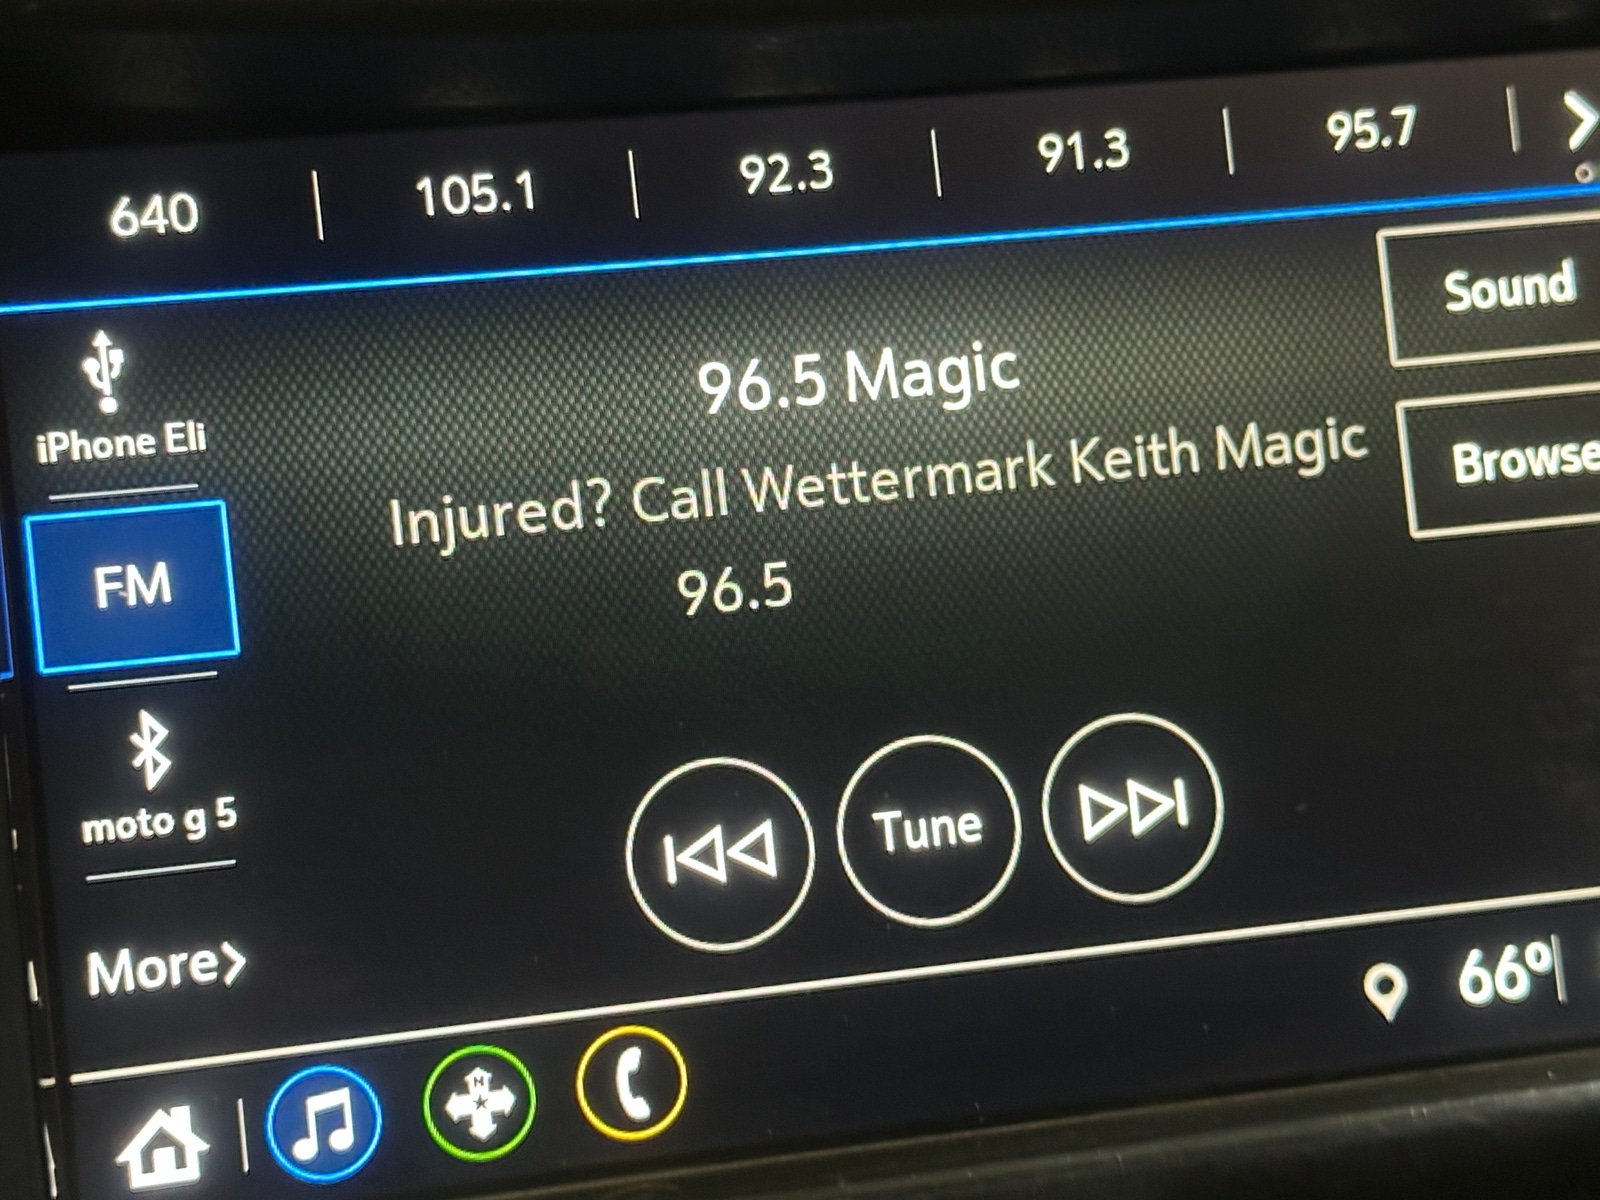 640 | 105.1 | 92.3 | 91.3 | 95.7
Sound
96.5 Magic
iPhone Eli
Injured? Call Wettermark Keith Magic
96.5
Browse
FM
moto g 5
Tune
More
66°
N